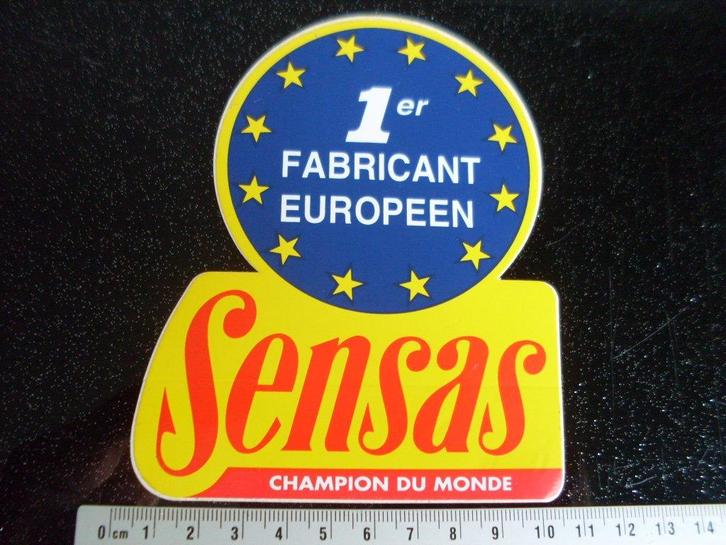 1er
FABRICANT
EUROPEEN
Sensas
CHAMPION DU MONDE
0 cm 1 2 3 4 5 6 7 8 9 10 11 12 13 14